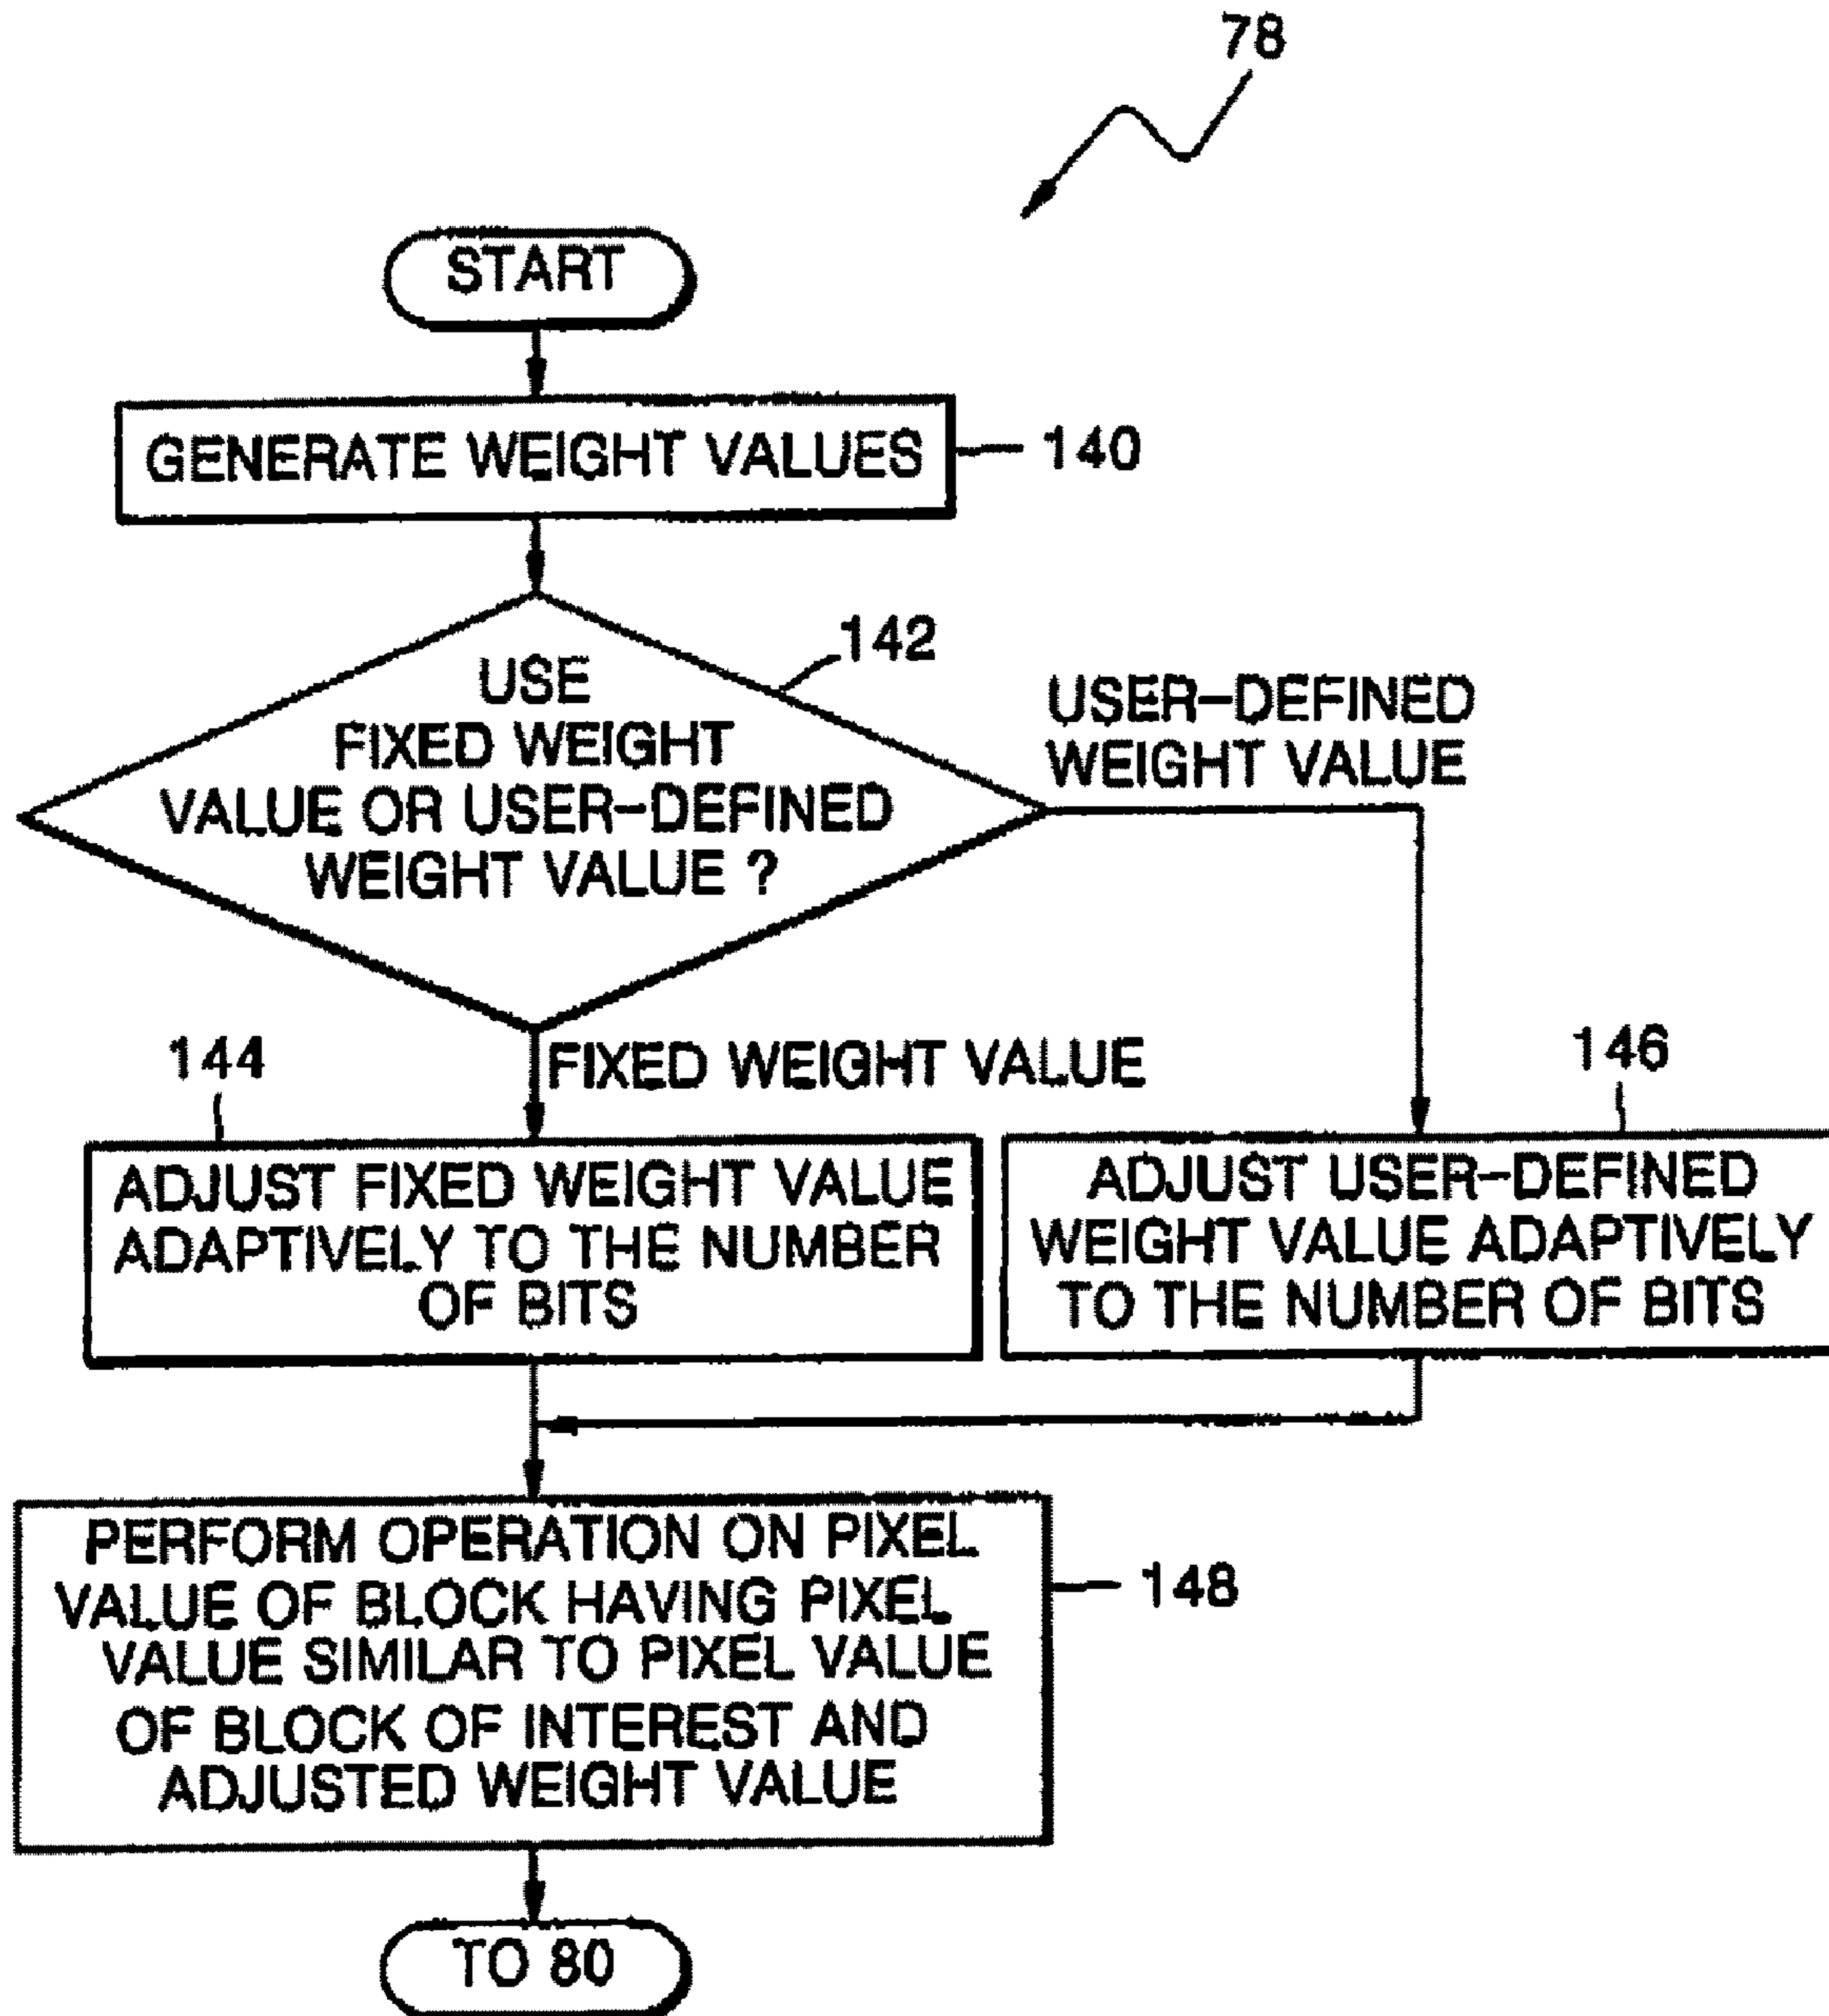 78
START
GENERATE WEIGHT VALUES
140
142
USE
FIXED WEIGHT
VALUE OR USER-DEFINED
WEIGHT VALUE ?
USER-DEFINED
WEIGHT VALUE
FIXED WEIGHT VALUE
144
ADJUST FIXED WEIGHT VALUE
ADAPTIVELY TO THE NUMBER
OF BITS
146
ADJUST USER-DEFINED
WEIGHT VALUE ADAPTIVELY
TO THE NUMBER OF BITS
PERFORM OPERATION ON PIXEL
VALUE OF BLOCK HAVING PIXEL
VALUE SIMILAR TO PIXEL VALUE
OF BLOCK OF INTEREST AND
ADJUSTED WEIGHT VALUE
148
TO 80